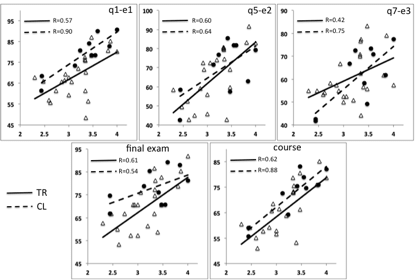 q1-e1
R=0.57
R=0.90
95
85
75
65
55
45
2 2.5 3 3.5 4
q5-e2
R=0.60
R=0.64
100
90
80
70
60
50
40
2 2.5 3 3.5 4
q7-e3
R=0.42
R=0.75
90
80
70
60
50
40
2 2.5 3 3.5 4
final exam
R=0.61
R=0.54
95
85
75
65
55
45
2 2.5 3 3.5 4
course
R=0.62
R=0.88
85
75
65
55
45
2 2.5 3 3.5 4
TR
CL